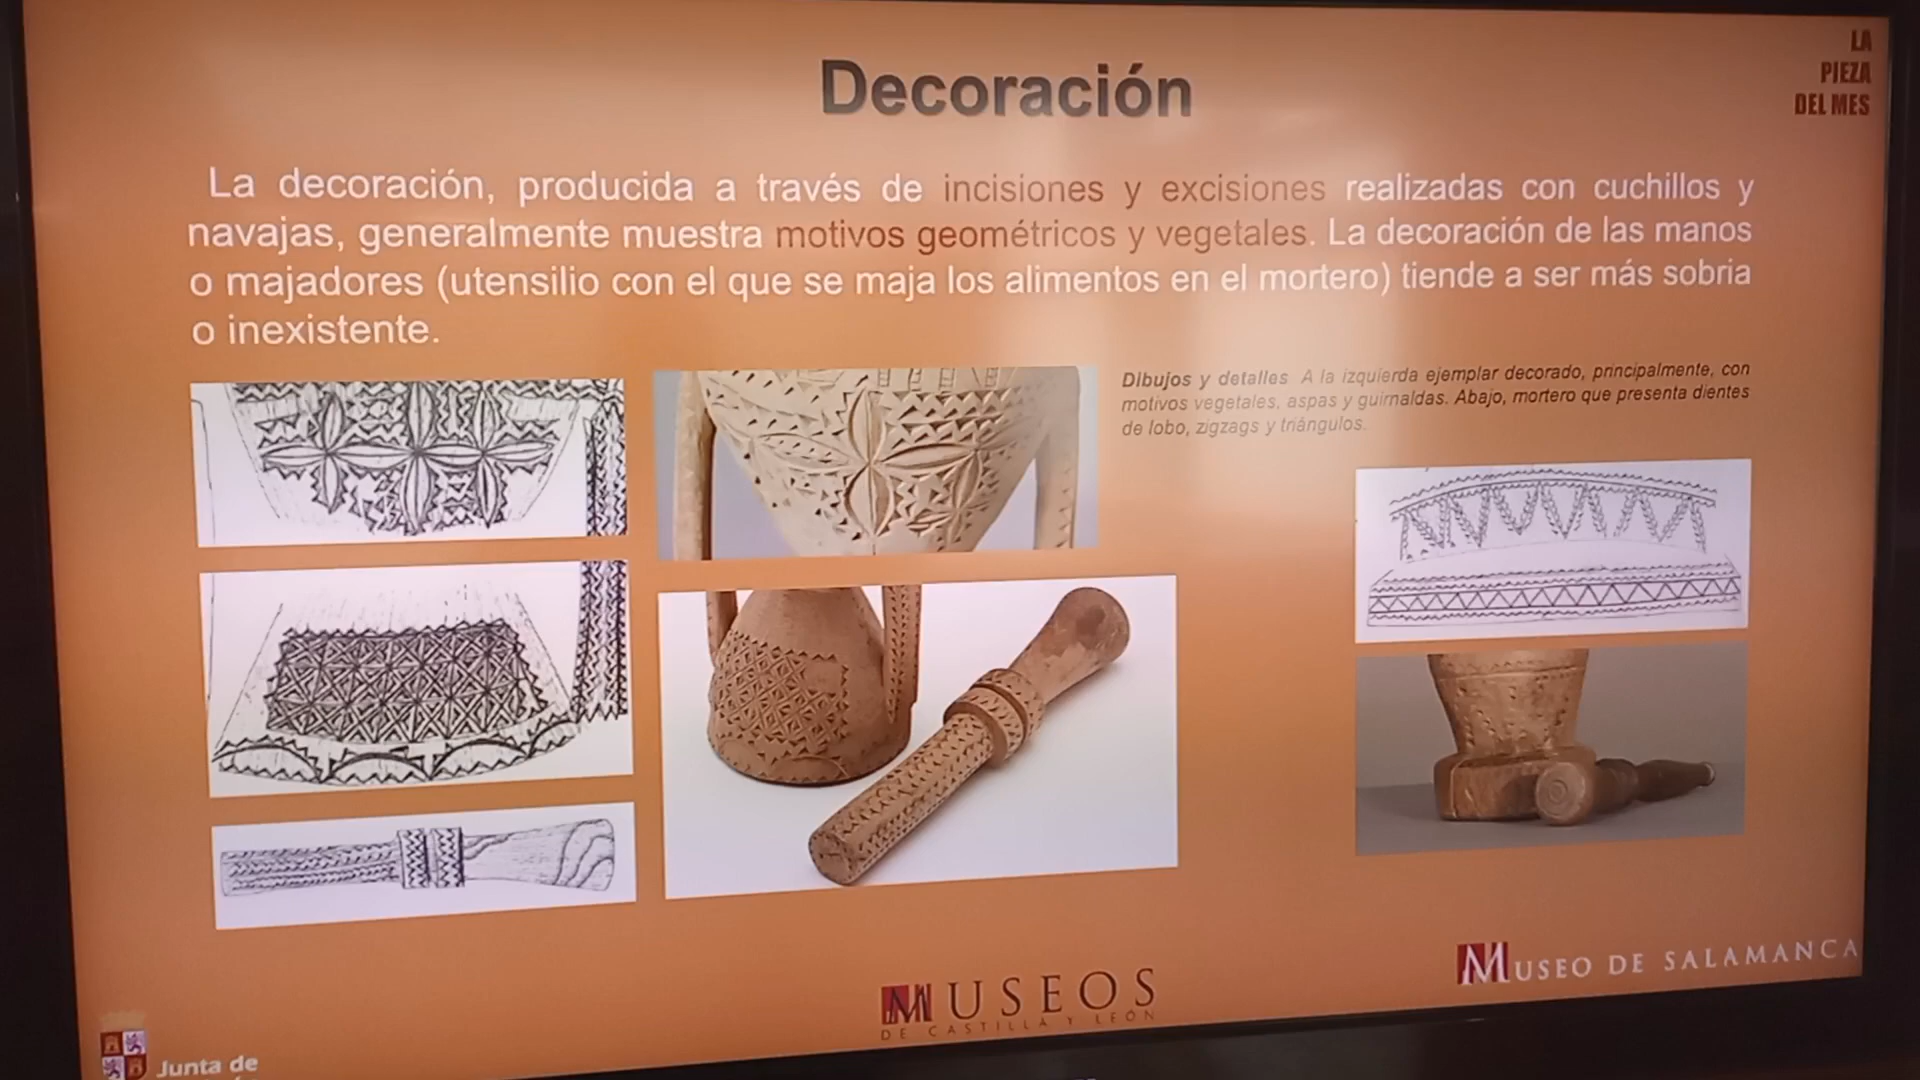 LA
PIEZA
DEL MES
Decoración
La decoración, producida a través de incisiones y excisiones realizadas con cuchillos y
navajas, generalmente muestra motivos geométricos y vegetales. La decoración de las manos
o majadores (utensilio con el que se maja los alimentos en el mortero) tiende a ser más sobria
o inexistente.
Dibujos y detalles A la izquierda ejemplar decorado, principalmente, con
motivos vegetales, aspas y guirnaldas. Abajo, mortero que presenta dientes
de lobo, zigzags y triángulos.
MUSEO DE SALAMANCA
MUSEOS
DE CASTILLA Y LEÓN
Junta de